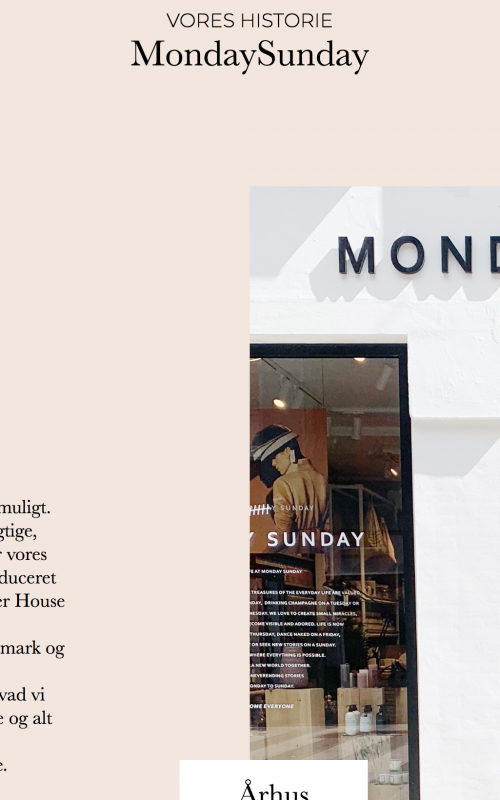 VORES HISTORIE
MondaySunday
MOND
muligt.
gtige,
r vores
duceret
er House
mark og
vad vi
e og alt
e.
Y SUNDAY
Y SUNDAY
E AT MONDAY SUNDAY
TREASURES OF THE EVERYDAY LIFE ARE VALUED
NDAY, DRINKING CHAMPAGNE ON A TUESDAY OR
NESDAY. WE LOVE TO CREATE SMALL MIRACLES,
COME VISIBLE AND ADORED. LIFE IS NOW
THURSDAY, DANCE NAKED ON A FRIDAY,
OR SEEK NEW STORIES ON A SUNDAY.
WHERE EVERYTHING IS POSSIBLE.
A NEW WORLD TOGETHER.
NEVERENDING STORIES
ONDAY TO SUNDAY.
OME EVERYONE
Århus